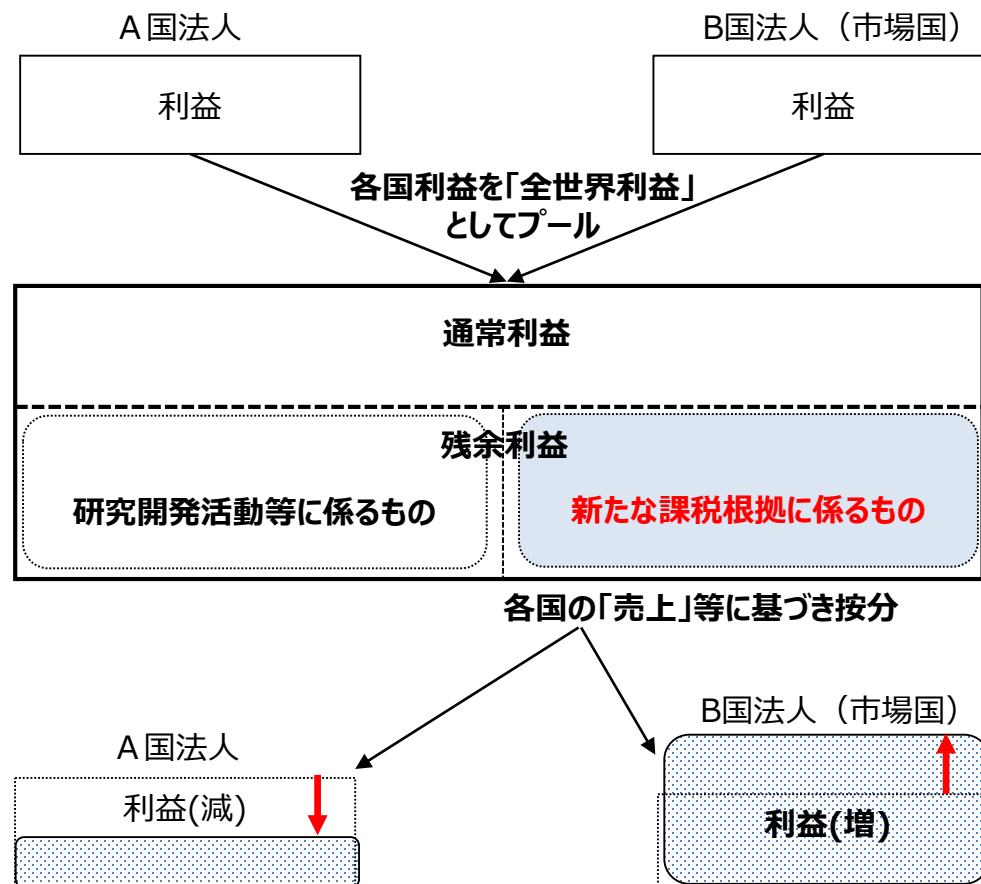 A国法人
B国法人（市場国）
利益
利益
各国利益を「全世界利益」
としてプール
通常利益
残余利益
研究開発活動等に係るもの
新たな課税根拠に係るもの
各国の「売上」等に基づき按分
A国法人
B国法人（市場国）
利益(減)
利益(増)